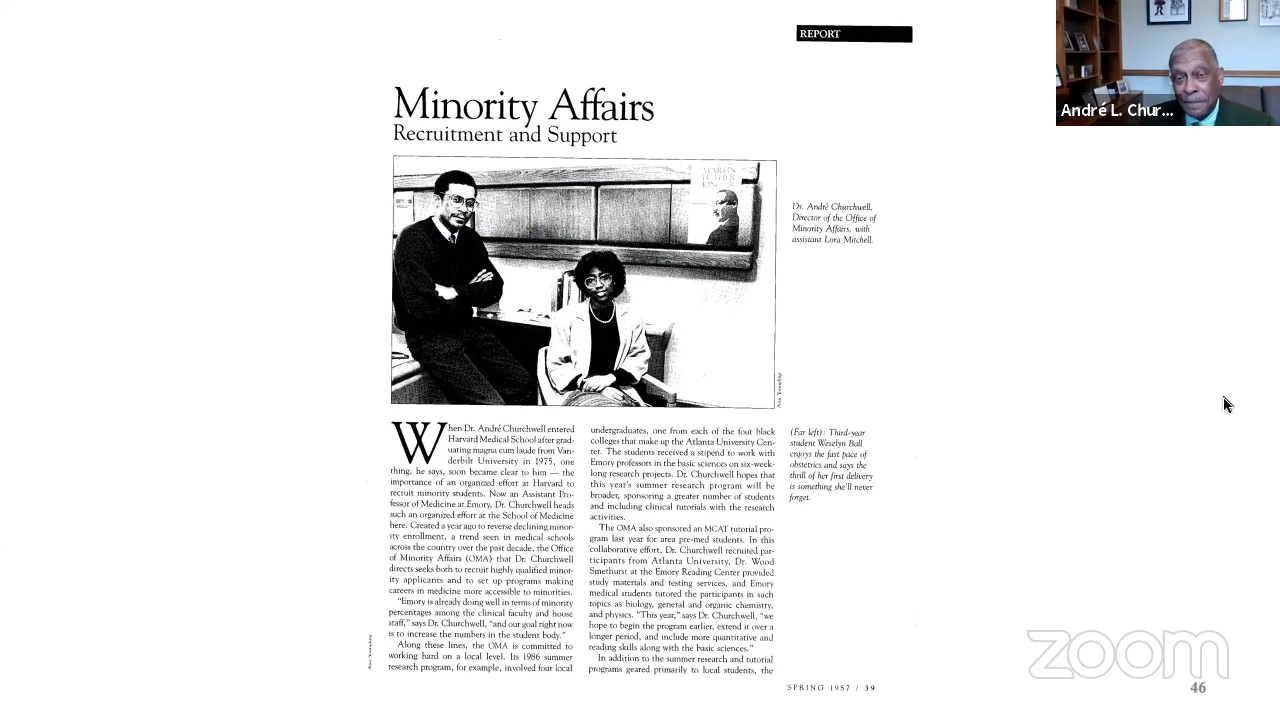 REPORT
André L. Chur...
Minority Affairs
Recruitment and Support
MARTIN
LUTHER
KING
Dr. André Churchwell,
Director of the Office of
Minority Affairs, with
assistant Lora Mitchell.
When Dr. André Churchwell entered
Harvard Medical School after grad-
uating magna cum laude from Van-
derbilt University in 1975, one
thing, he says, soon became clear to him — the
importance of an organized effort at Harvard to
recruit minority students. Now an Assistant Pro-
fessor of Medicine at Emory, Dr. Churchwell heads
such an organized effort at the School of Medicine
here. Created a year ago to reverse declining minor-
ity enrollment, a trend seen in medical schools
across the country over the past decade, the Office
of Minority Affairs (OMA) that Dr. Churchwell
directs seeks both to recruit highly qualified minor-
ity applicants and to set up programs making
careers in medicine more accessible to minorities.
"Emory is already doing well in terms of minority
percentages among the clinical faculty and house
staff," says Dr. Churchwell, "and our goal right now
is to increase the numbers in the student body."
Along these lines, the OMA is committed to
working hard on a local level. Its 1986 summer
research program, for example, involved four local
undergraduates, one from each of the four black
colleges that make up the Atlanta University Cen-
ter. The students received a stipend to work with
Emory professors in the basic sciences on six-week-
long research projects. Dr. Churchwell hopes that
this year's summer research program will be
broader, sponsoring a greater number of students
and including clinical tutorials with the research
activities.
The OMA also sponsored an MCAT tutorial pro-
gram last year for area pre-med students. In this
collaborative effort, Dr. Churchwell recruited par-
ticipants from Atlanta University, Dr. Wood
Smethurst at the Emory Reading Center provided
study materials and testing services, and Emory
medical students tutored the participants in such
topics as biology, general and organic chemistry,
and physics. "This year," says Dr. Churchwell, "we
hope to begin the program earlier, extend it over a
longer period, and include more quantitative and
reading skills along with the basic sciences."
In addition to the summer research and tutorial
programs geared primarily to local students, the
(Far left): Third-year
student Weselyn Ball
enjoys the fast pace of
obstetrics and says the
thrill of her first delivery
is something she'll never
forget.
SPRING 1987 / 39
zoom
46